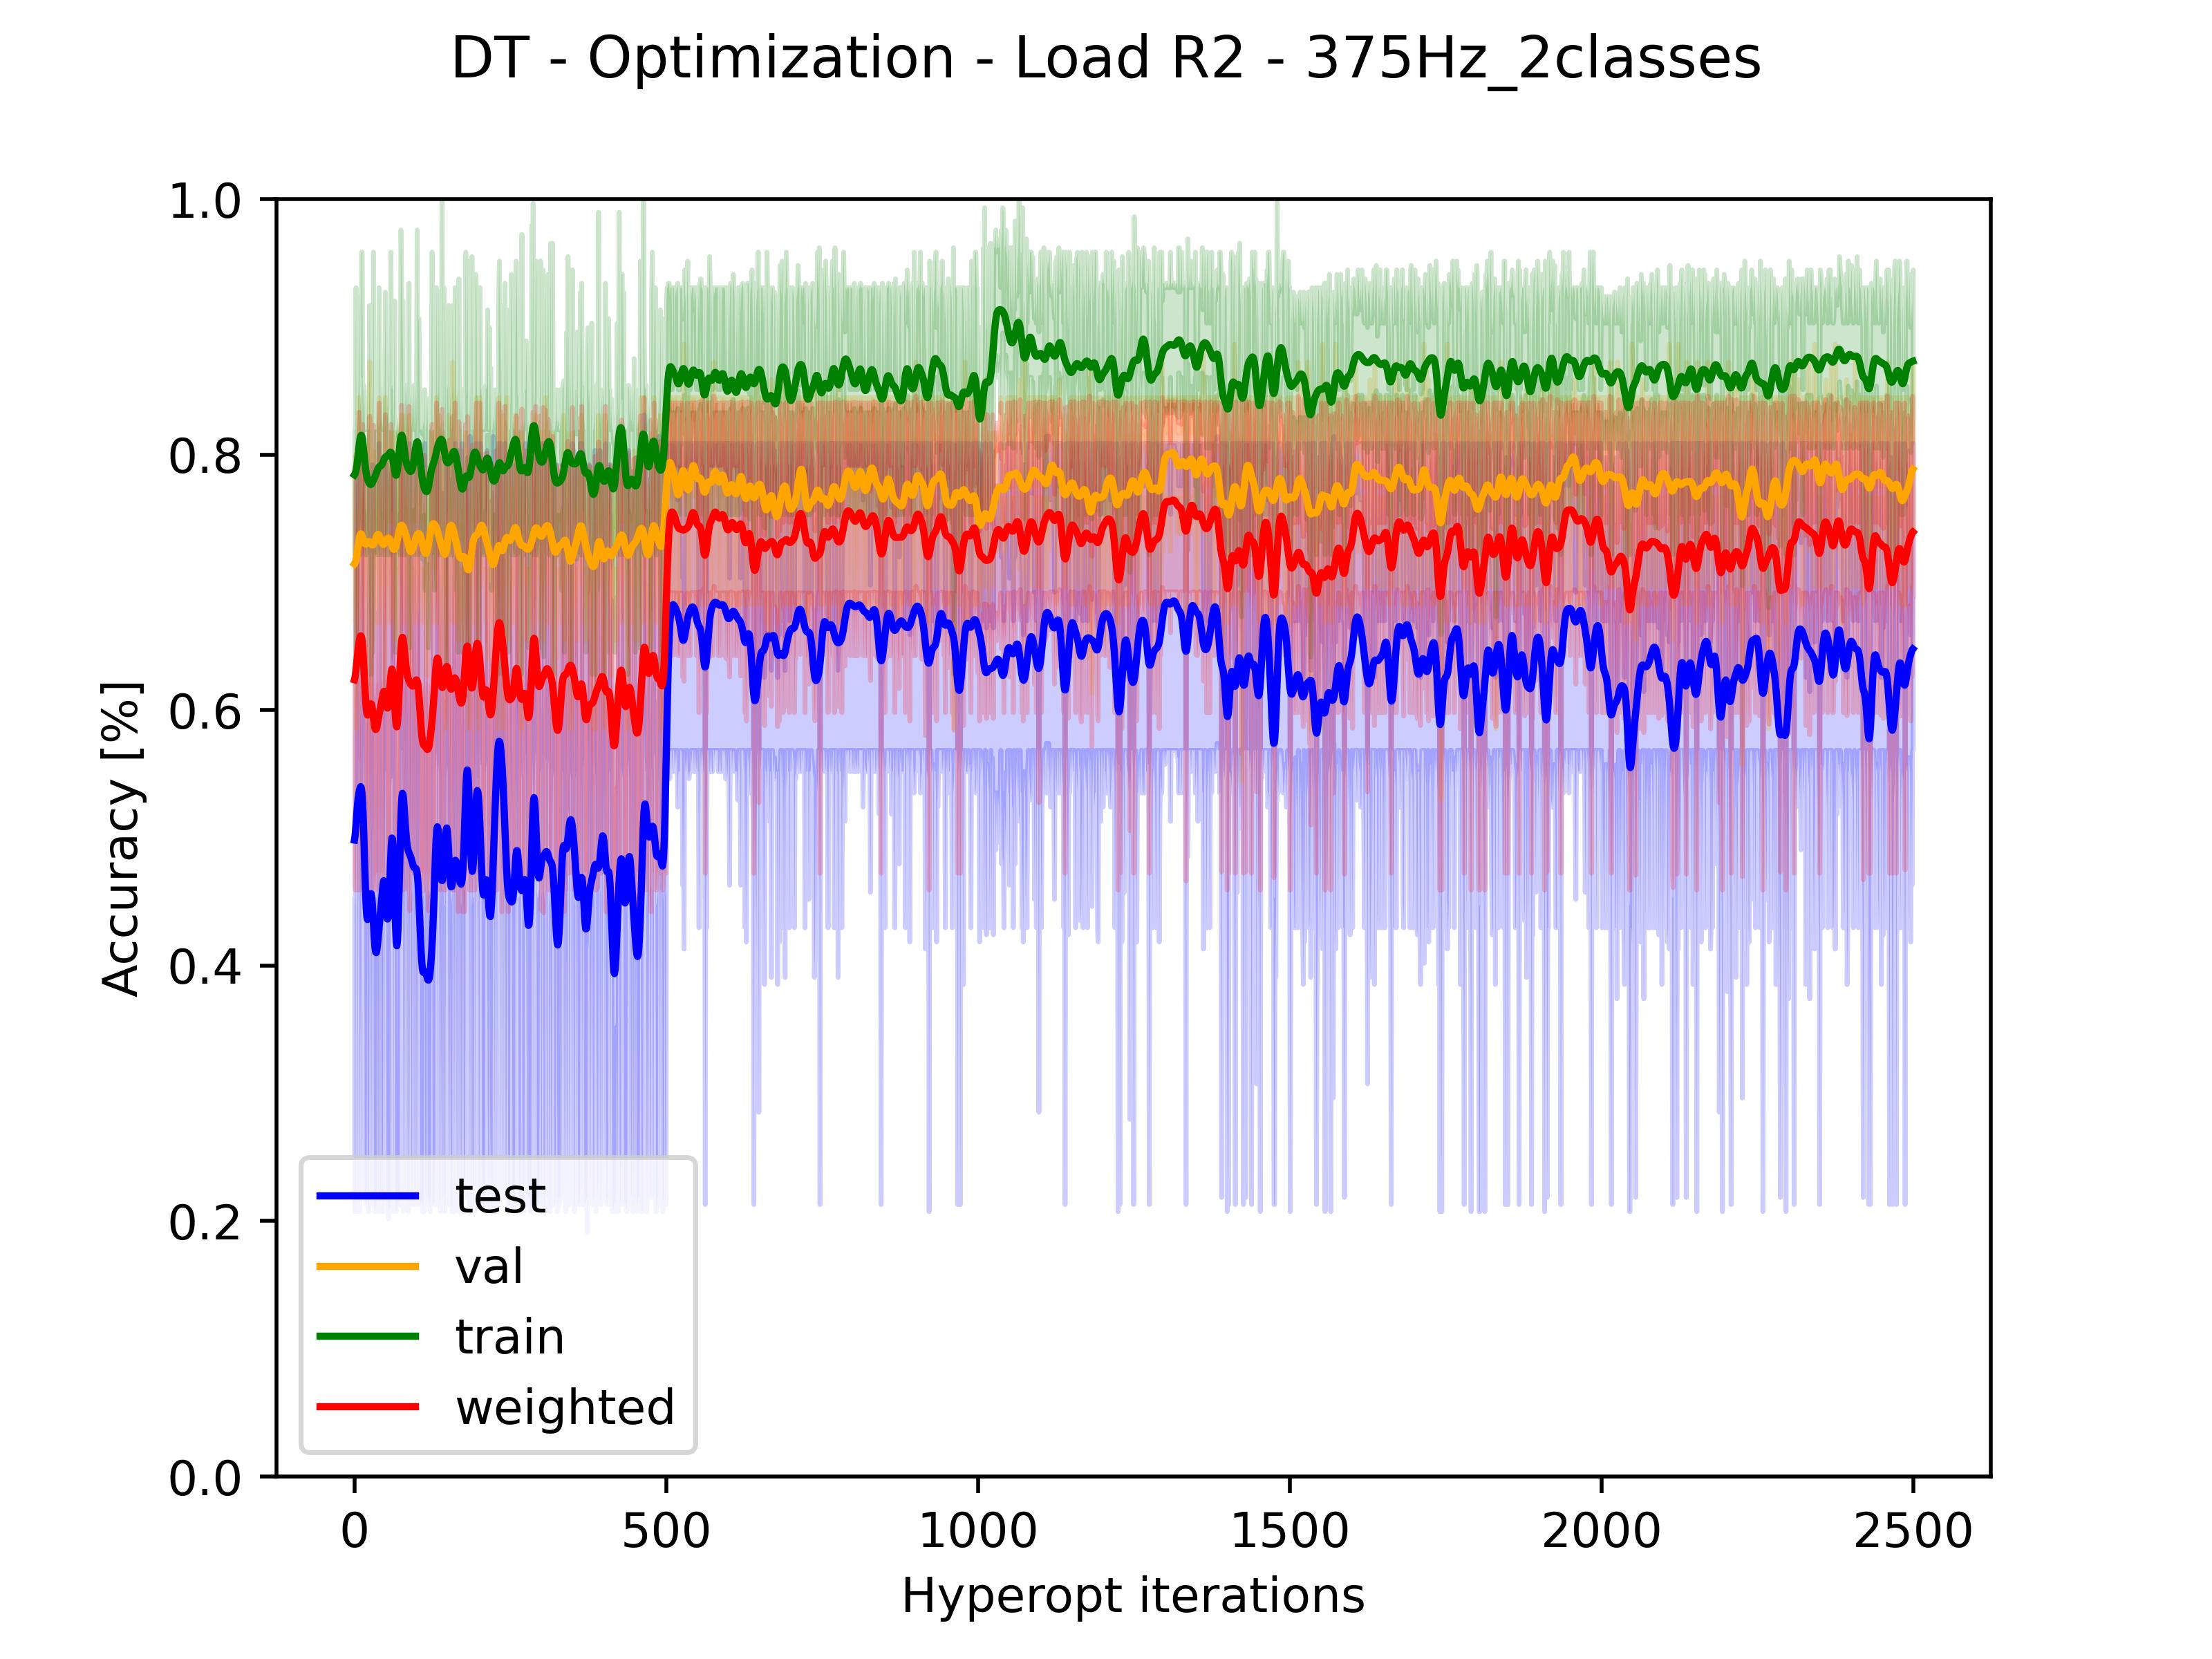 DT - Optimization - Load R2 - 375Hz_2classes
1.0
0.8
0.6
0.4
0.2
0.0
Accuracy [%]
test
val
train
weighted
0 500 1000 1500 2000 2500
Hyperopt iterations